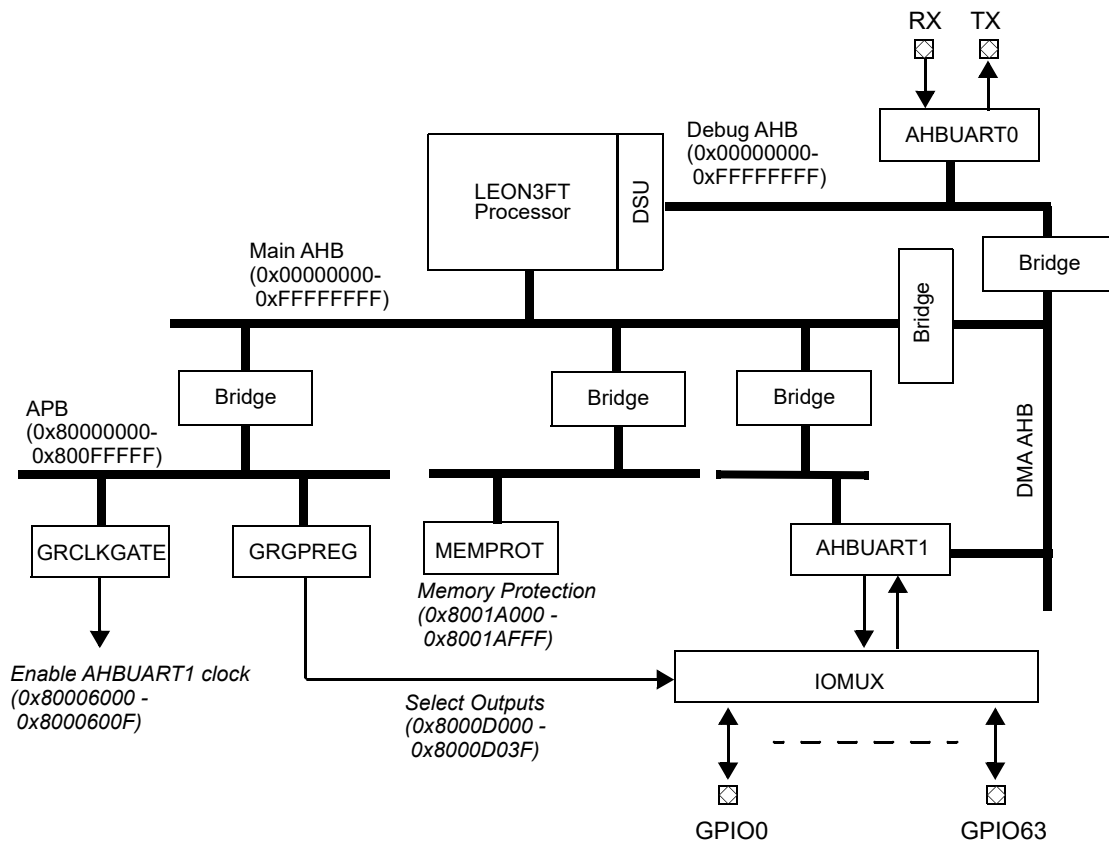 RX
TX
AHBUART0
Debug AHB
(0x00000000-
0xFFFFFFFF)
LEON3FT
Processor
DSU
Main AHB
(0x00000000-
0xFFFFFFFF)
Bridge
Bridge
Bridge
Bridge
Bridge
APB
(0x80000000-
0x800FFFFF)
DMA AHB
GRCLKGATE
GRGPREG
MEMPROT
AHBUART1
Memory Protection
(0x8001A000 -
0x8001AFFF)
Enable AHBUART1 clock
(0x80006000 -
0x8000600F)
Select Outputs
(0x8000D000 -
0x8000D03F)
IOMUX
GPIO0
GPIO63